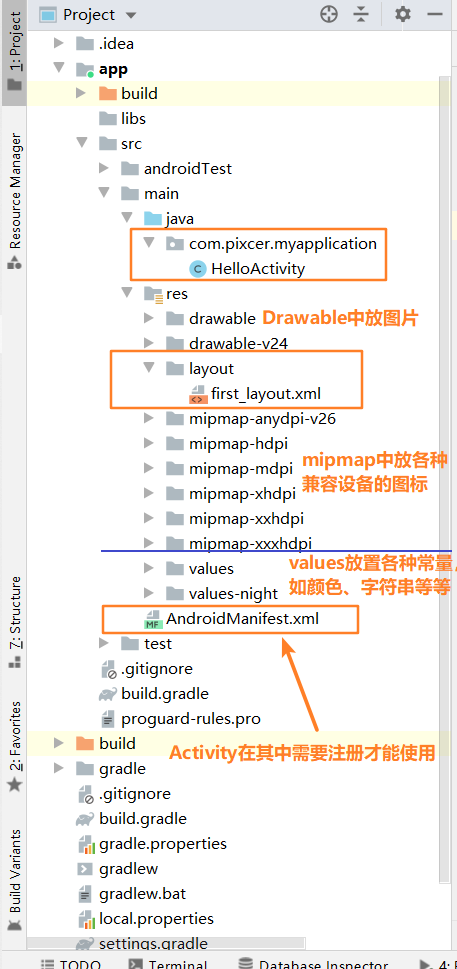 Project
1: Project
.idea
app
build
libs
src
androidTest
Resource Manager
main
java
com.pixcer.myapplication
HelloActivity
res
drawable Drawable中放图片
drawable-v24
layout
first_layout.xml
mipmap-anydpi-v26
mipmap-hdpi
mipmap-mdpi
mipmap中放各种
兼容设备的图标
mipmap-xhdpi
mipmap-xxhdpi
mipmap-xxxhdpi
values放置各种常量,
如颜色、字符串等等
values
values-night
AndroidManifest.xml
7: Structure
test
.gitignore
build.gradle
proguard-rules.pro
2: Favorites
build
Activity在其中需要注册才能使用
gradle
.gitignore
build.gradle
gradle.properties
Build Variants
gradlew
gradlew.bat
local.properties
settings.gradle
TODO Terminal Database Inspector 4: